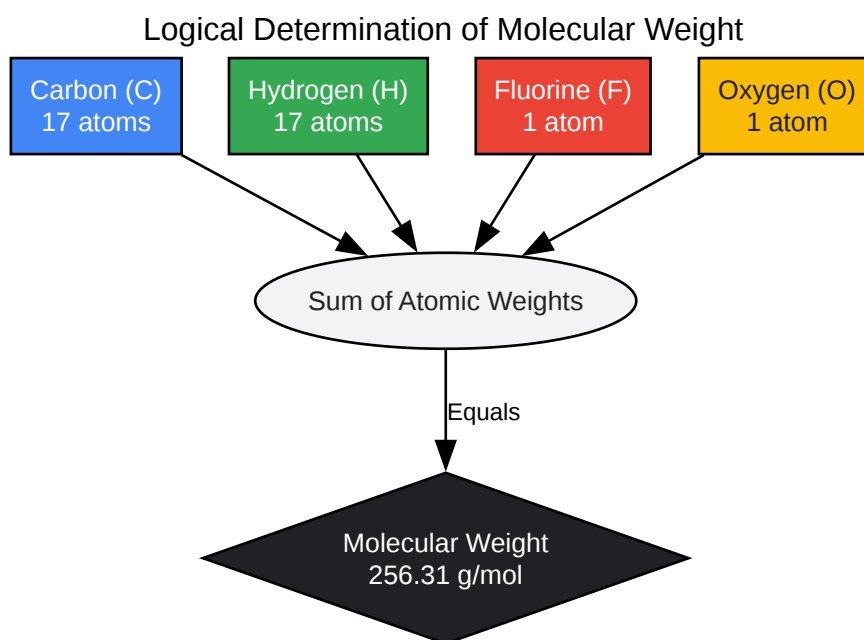 Logical Determination of Molecular Weight
Carbon (C)
17 atoms
Hydrogen (H)
17 atoms
Fluorine (F)
1 atom
Oxygen (O)
1 atom
Sum of Atomic Weights
Equals
Molecular Weight
256.31 g/mol